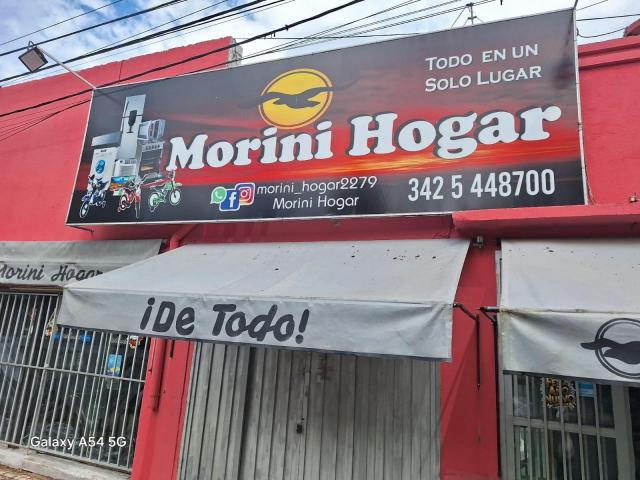 TODO EN UN
SOLO LUGAR
Morini Hogar
morini_hogar2279
Morini Hogar
342 5 448700
Morini Hogar
¡De Todo!
Galaxy A54 5G